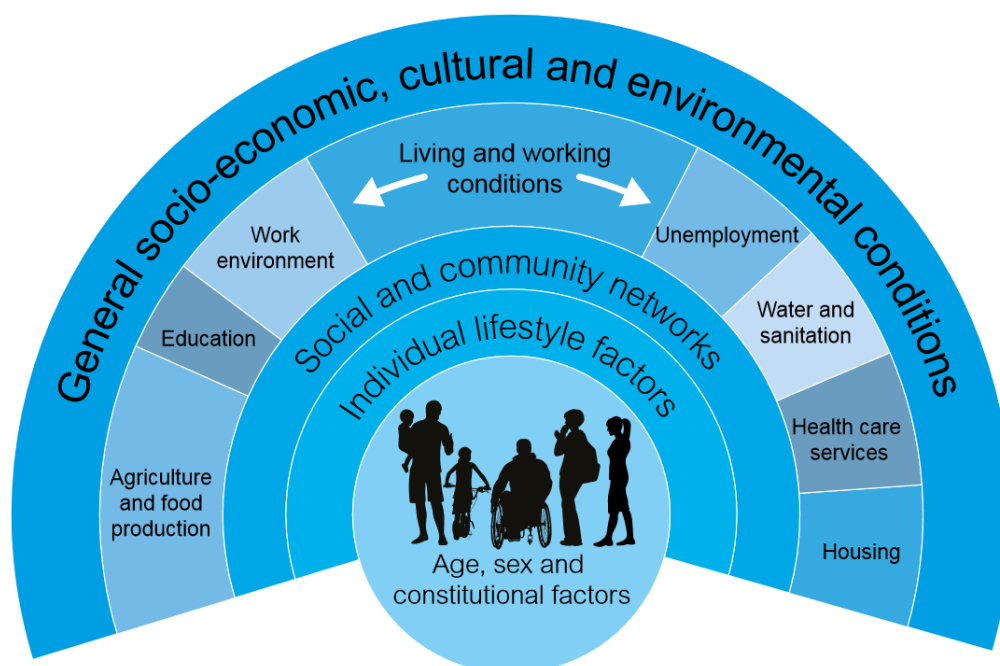 General socio-economic, cultural and environmental conditions
Living and working
conditions
Work
environment
Unemployment
Education
Water and
sanitation
Agriculture
and food
production
Health care
services
Housing
Social and community networks
Individual lifestyle factors
Age, sex and
constitutional factors